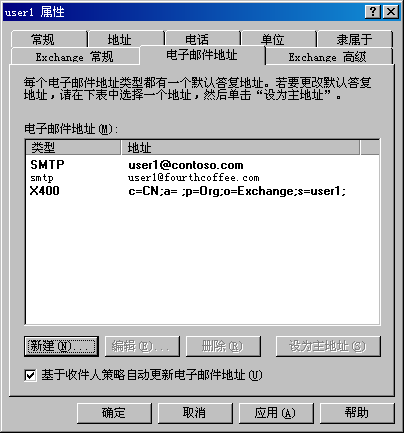 user1 属性
常规 地址 电话 单位 隶属于
Exchange 常规 电子邮件地址 Exchange 高级
每个电子邮件地址类型都有一个默认答复地址。若要更改默认答复
地址，请在下表中选择一个地址，然后单击“设为主地址”。
电子邮件地址(M):
类型 地址
SMTP user1@contoso.com
smtp user1@fourthcoffee.com
X400 c=CN;a= ;p=Org;o=Exchange;s=user1;
新建(N)... 编辑(E)... 删除(R) 设为主地址(S)
基于收件人策略自动更新电子邮件地址(U)
确定 取消 应用(A) 帮助